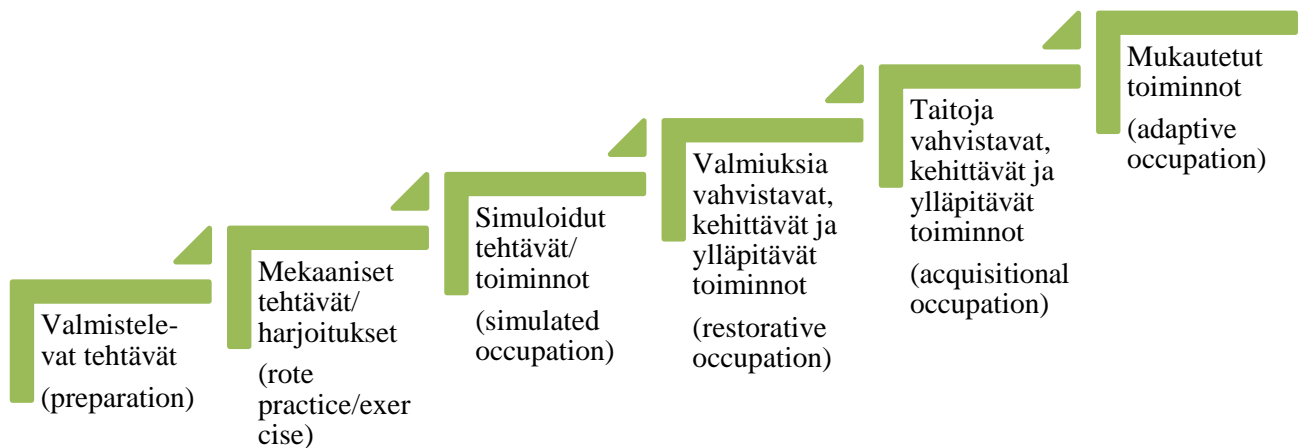 Valmistele-
vat tehtävät
(preparation)
Mekaaniset
tehtävät/
harjoitukset
(rote
practice/exer
cise)
Simuloidut
tehtävät/
toiminnot
(simulated
occupation)
Valmiuksia
vahvistavat,
kehittävät ja
ylläpitävät
toiminnot
(restorative
occupation)
Taitoja
vahvistavat,
kehittävät ja
ylläpitävät
toiminnot
(acquisitional
occupation)
Mukautetut
toiminnot
(adaptive
occupation)